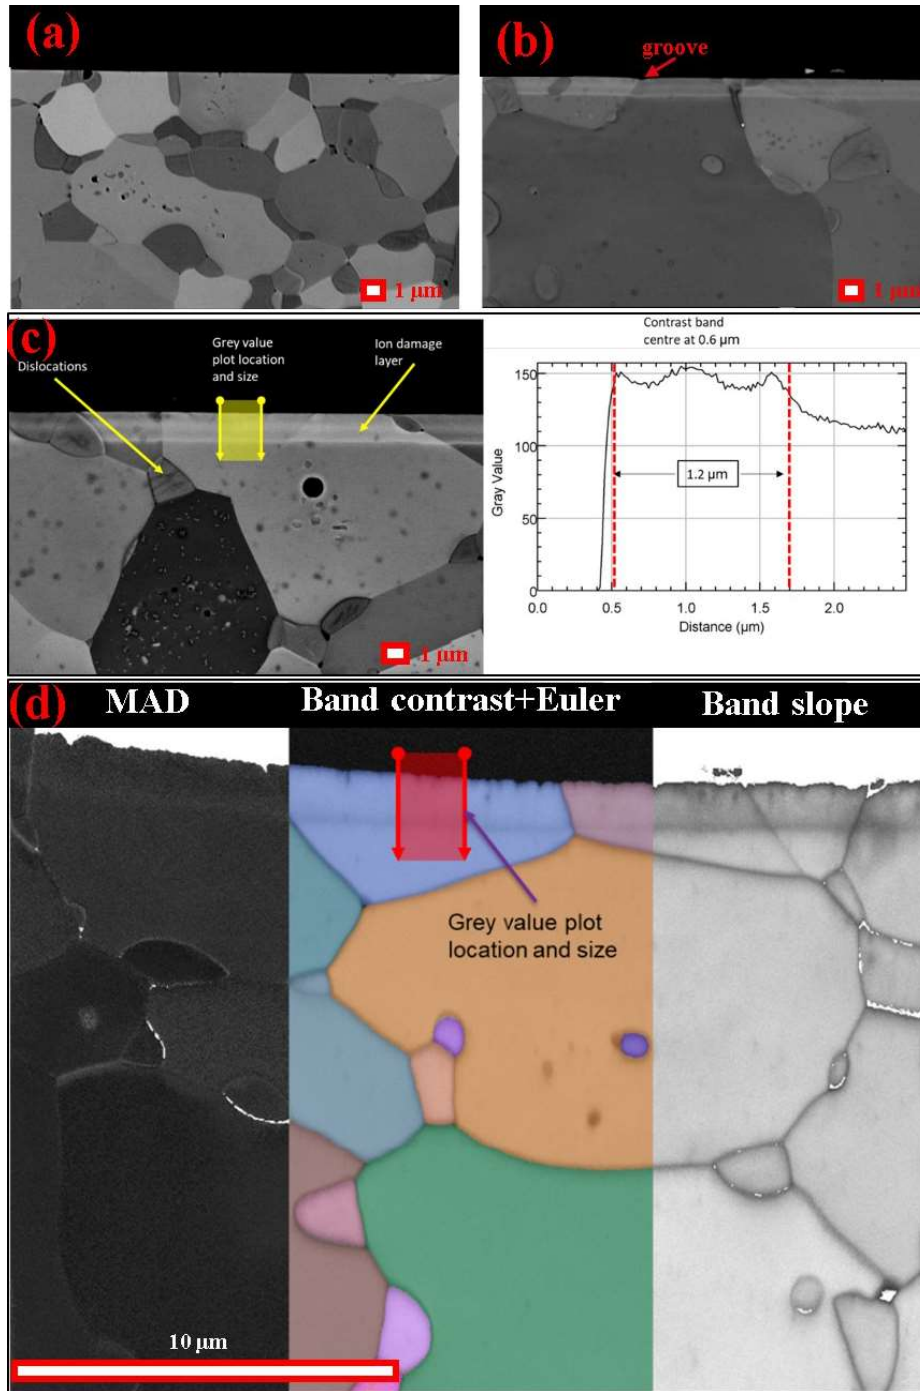 (a)
1 μm
(b)
groove
1 μm
(c)
Dislocations
Grey value
plot location
and size
Ion damage
layer
1 μm
Contrast band
centre at 0.6 μm
150
100
50
0
Gray Value
1.2 μm
0.0 0.5 1.0 1.5 2.0
Distance (μm)
(d)
MAD
Band contrast+Euler
Band slope
Grey value plot
location and size
10 μm